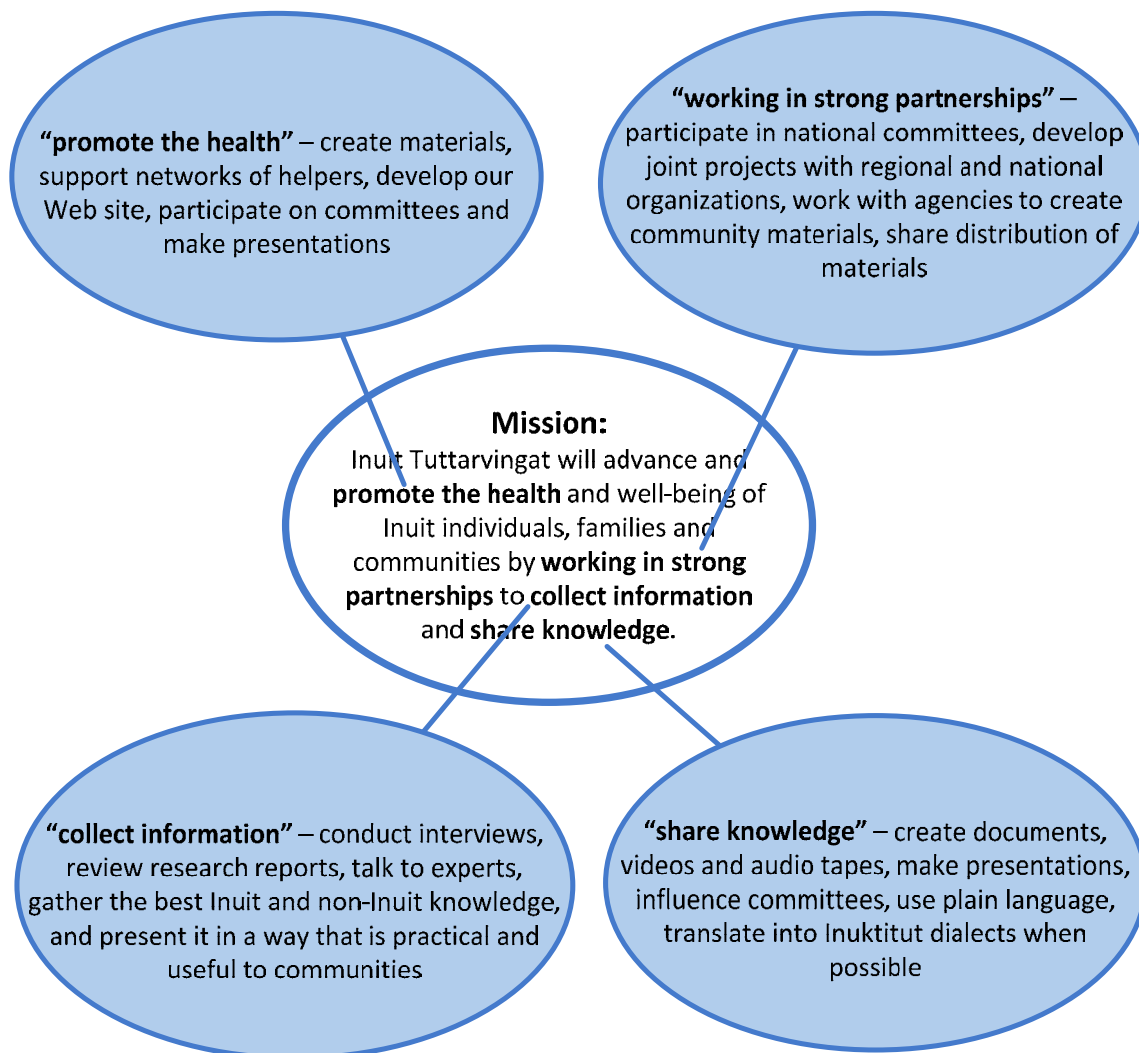 “promote the health” – create materials,
support networks of helpers, develop our
Web site, participate on committees and
make presentations
“working in strong partnerships” –
participate in national committees, develop
joint projects with regional and national
organizations, work with agencies to create
community materials, share distribution of
materials
Mission:
Inuit Tuttarvingat will advance and
promote the health and well-being of
Inuit individuals, families and
communities by working in strong
partnerships to collect information
and share knowledge.
“collect information” – conduct interviews,
review research reports, talk to experts,
gather the best Inuit and non-Inuit knowledge,
and present it in a way that is practical and
useful to communities
“share knowledge” – create documents,
videos and audio tapes, make presentations,
influence committees, use plain language,
translate into Inuktitut dialects when
possible